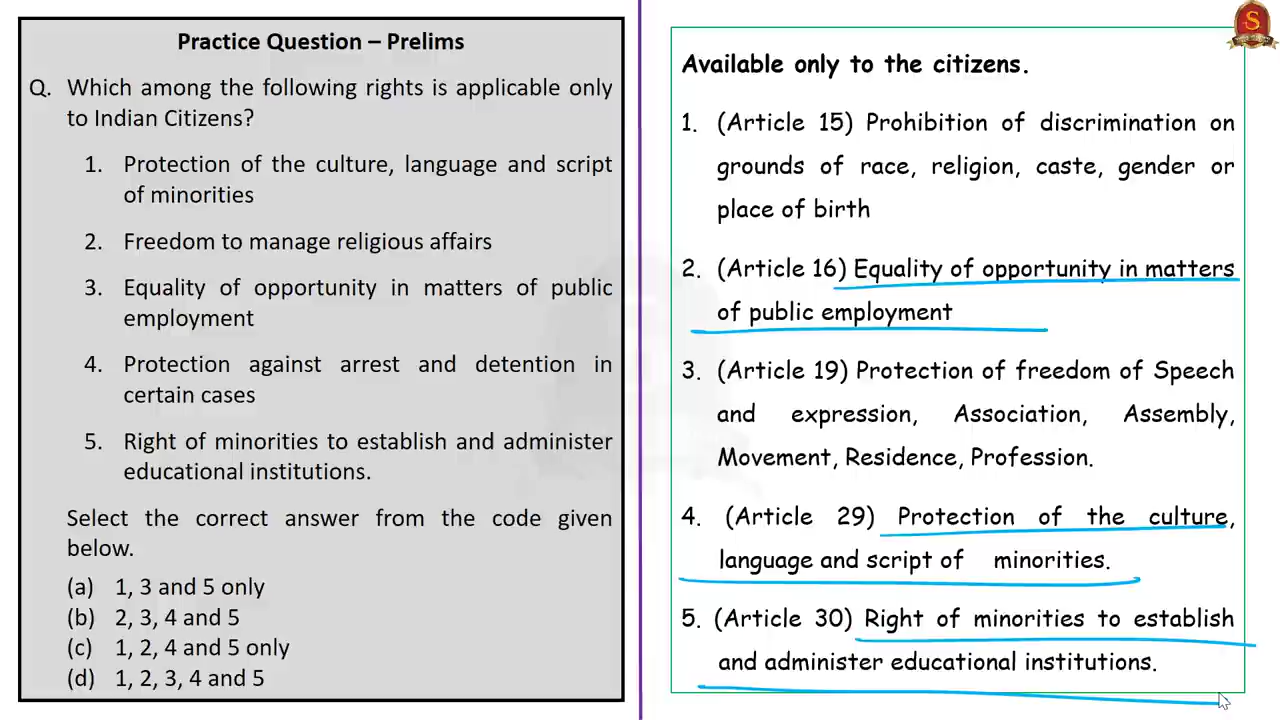 Practice Question – Prelims
Q. Which among the following rights is applicable only
to Indian Citizens?
1. Protection of the culture, language and script
of minorities
2. Freedom to manage religious affairs
3. Equality of opportunity in matters of public
employment
4. Protection against arrest and detention in
certain cases
5. Right of minorities to establish and administer
educational institutions.
Select the correct answer from the code given
below.
(a) 1, 3 and 5 only
(b) 2, 3, 4 and 5
(c) 1, 2, 4 and 5 only
(d) 1, 2, 3, 4 and 5
S
Available only to the citizens.
1. (Article 15) Prohibition of discrimination on
grounds of race, religion, caste, gender or
place of birth
2. (Article 16) Equality of opportunity in matters
of public employment
3. (Article 19) Protection of freedom of Speech
and expression, Association, Assembly,
Movement, Residence, Profession.
4. (Article 29) Protection of the culture,
language and script of minorities.
5. (Article 30) Right of minorities to establish
and administer educational institutions.